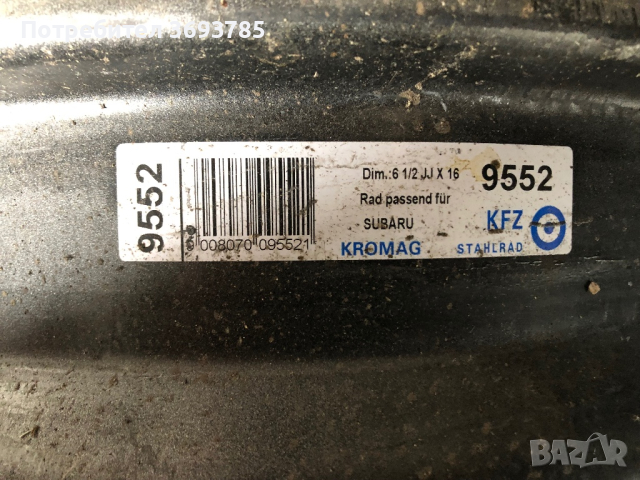 Потребител 5693785
9552
008070 095521
Dim.:6 1/2 JJ X 16
Rad passend für
SUBARU
KROMAG
9552
KFZ
STAHLRAD
BAZAR